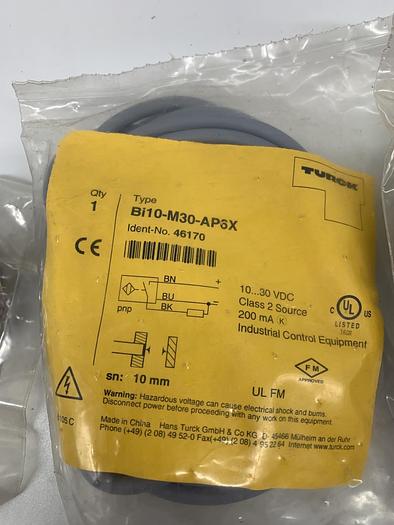 TURCK
Qty
1
Type
Bi10-M30-AP6X
Ident-No. 46170
CE
BN +
BU –
BK
pnp
10...30 VDC
Class 2 Source
200 mA K
Industrial Control Equipment
C UL US
LISTED
FM
APPROVED
sn: 10 mm
UL FM
Warning: Hazardous voltage can cause electrical shock and burns.
Disconnect power before proceeding with any work on this equipment.
Made in China Hans Turck GmbH & Co KG D- 45466 Mülheim an der Ruhr
Phone (+49) (2 08) 49 52-0 Fax(+49) (2 08) 4 95 22 64 Internet www.turck.com